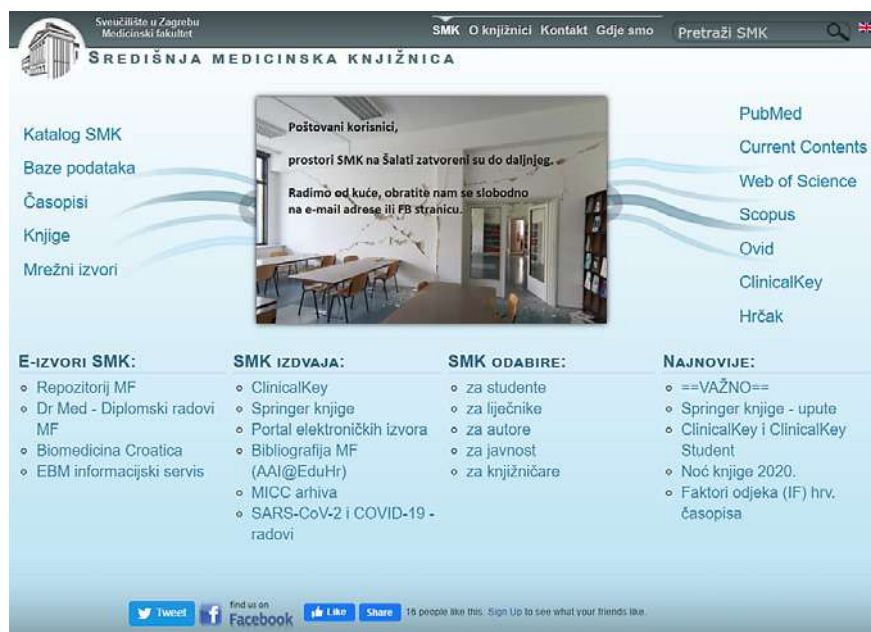 Sveučilište u Zagrebu
Medicinski fakultet
SMK O knjižnici Kontakt Gdje smo
Pretraži SMK
SREDIŠNJA MEDICINSKA KNJIŽNICA
Katalog SMK
Baze podataka
Časopisi
Knjige
Mrežni izvori
Poštovani korisnici,
prostori SMK na Šalati zatvoreni su do daljnjeg.
Radimo od kuće, obratite nam se slobodno
na e-mail adrese ili FB stranicu.
PubMed
Current Contents
Web of Science
Scopus
Ovid
ClinicalKey
Hrčak
E-IZVORI SMK:
Repozitorij MF
Dr Med - Diplomski radovi
MF
Biomedicina Croatica
EBM informacijski servis
SMK IZDVAJA:
ClinicalKey
Springer knjige
Portal elektroničkih izvora
Bibliografija MF
(AAI@EduHr)
MICC arhiva
SARS-CoV-2 i COVID-19 -
radovi
SMK ODABIRE:
za studente
za liječnike
za autore
za javnost
za knjižničare
NAJNOVIJE:
==VAŽNO==
Springer knjige - upute
ClinicalKey i ClinicalKey
Student
Noć knjige 2020.
Faktori odjeka (IF) hrv.
časopisa
Tweet
find us on
Facebook
Like
Share
16 people like this. Sign Up to see what your friends like.